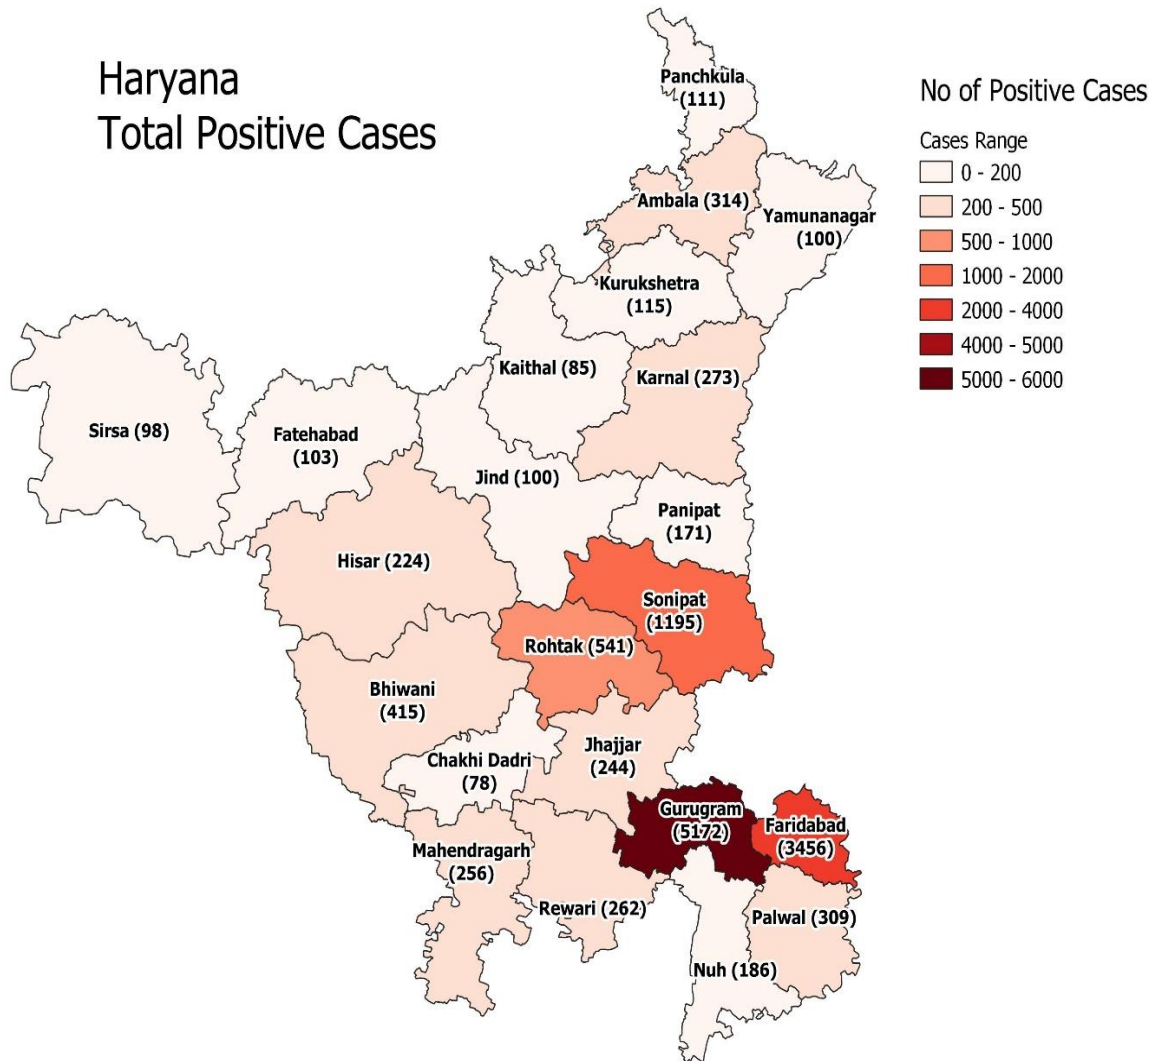 Haryana
Total Positive Cases
No of Positive Cases
Cases Range
0 - 200
200 - 500
500 - 1000
1000 - 2000
2000 - 4000
4000 - 5000
5000 - 6000
Panchkula
(111)
Ambala (314)
Yamunanagar
(100)
Kurukshetra
(115)
Kaithal (85)
Karnal (273)
Sirsa (98)
Fatehabad
(103)
Jind (100)
Panipat
(171)
Hisar (224)
Sonipat
(1195)
Rohtak (541)
Bhiwani
(415)
Jhajjar
(244)
Chakhi Dadri
(78)
Gurugram
(5172)
Faridabad
(3456)
Mahendragarh
(256)
Rewari (262)
Palwal (309)
Nuh (186)